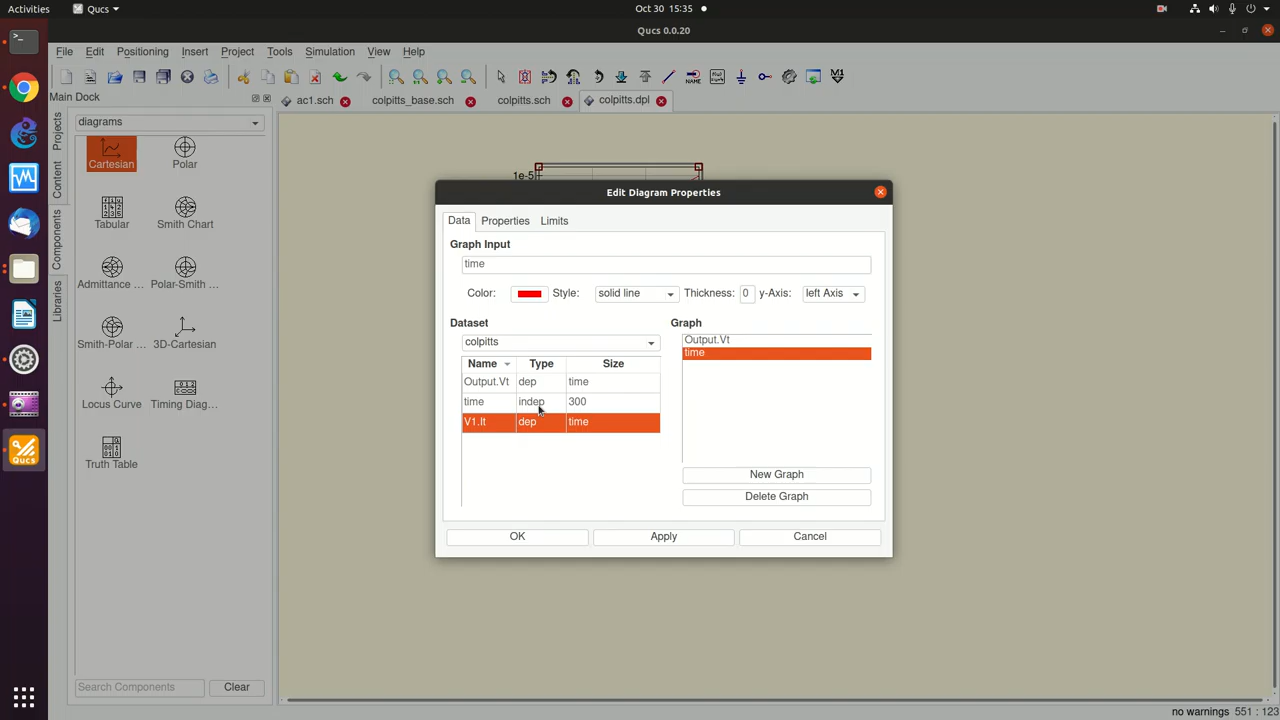 Activities
Qucs
Oct 30 15:35
Qucs 0.0.20
File Edit Positioning Insert Project Tools Simulation View Help
NAME
M1
Main Dock
ac1.sch
colpitts_base.sch
colpitts.sch
colpitts.dpl
diagrams
Projects
Content
Components
Libraries
Cartesian
Polar
Tabular
Smith Chart
Admittance ...
Polar-Smith ...
Smith-Polar ...
3D-Cartesian
Locus Curve
Timing Diag...
Truth Table
Search Components
Clear
1e-5
Edit Diagram Properties
Data Properties Limits
Graph Input
time
Color: Style: solid line Thickness: 0 y-Axis: left Axis
Dataset
colpitts
Name Type Size
Output.Vt dep time
time indep 300
V1.It dep time
Graph
Output.Vt
time
New Graph
Delete Graph
OK Apply Cancel
Qucs
no warnings 551 : 123